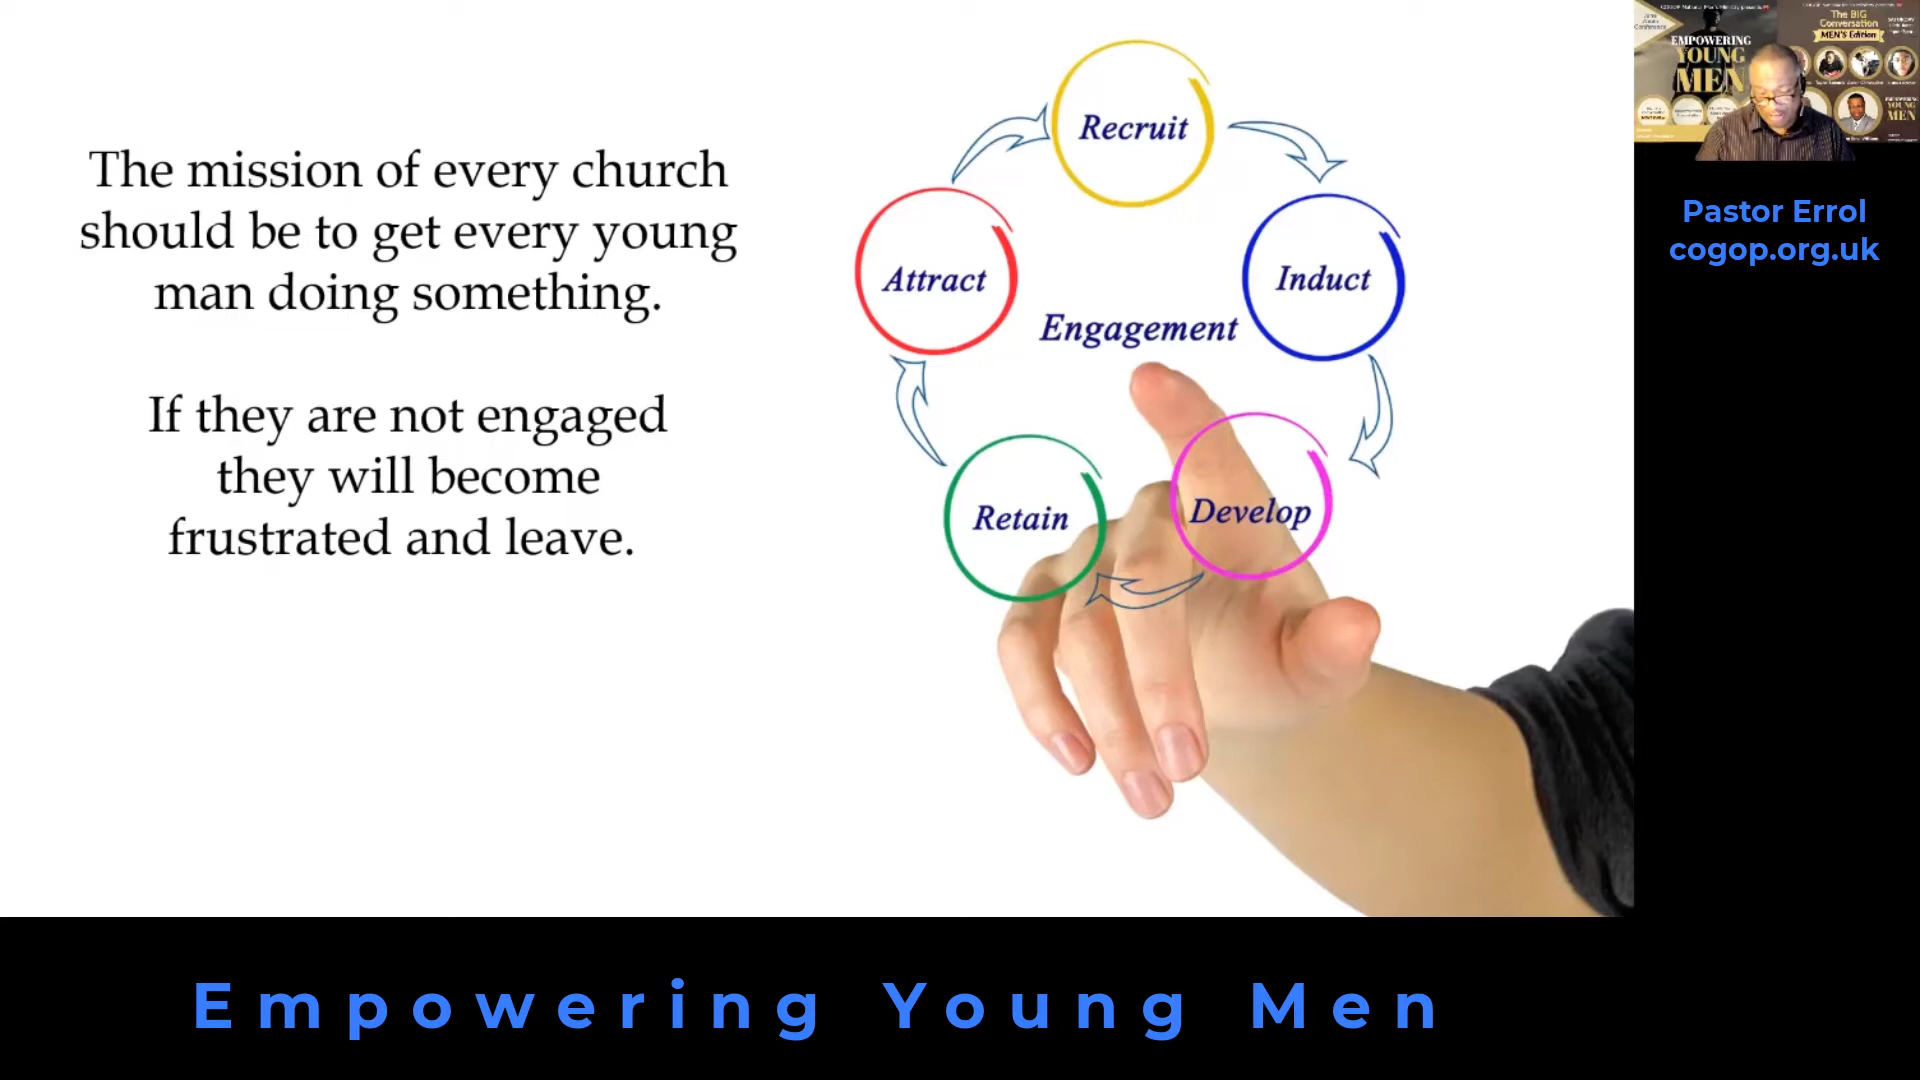 The mission of every church
should be to get every young
man doing something.
If they are not engaged
they will become
frustrated and leave.
Recruit
Attract
Induct
Engagement
Retain
Develop
EMPOWERING
YOUNG
MEN
The BIG
Conversation
MEN'S Edition
YOUNG
MEN
Pastor Errol
cogop.org.uk
Empowering Young Men